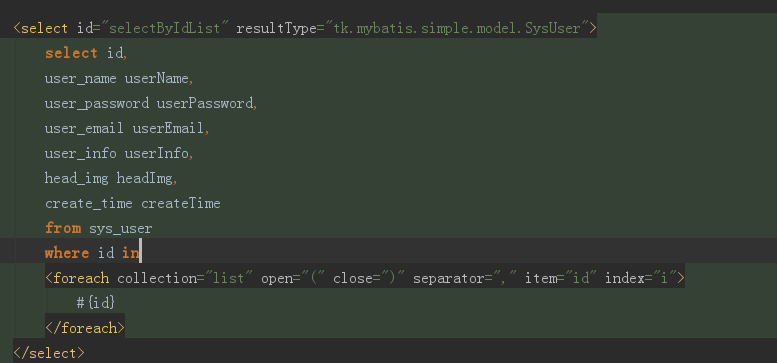 <select id="selectByIdList" resultType="tk.mybatis.simple.model.SysUser">
select id,
user_name userName,
user_password userPassword,
user_email userEmail,
user_info userInfo,
head_img headImg,
create_time createTime
from sys_user
where id in
<foreach collection="list" open="(" close=")" separator="," item="id" index="i">
#{id}
</foreach>
</select>